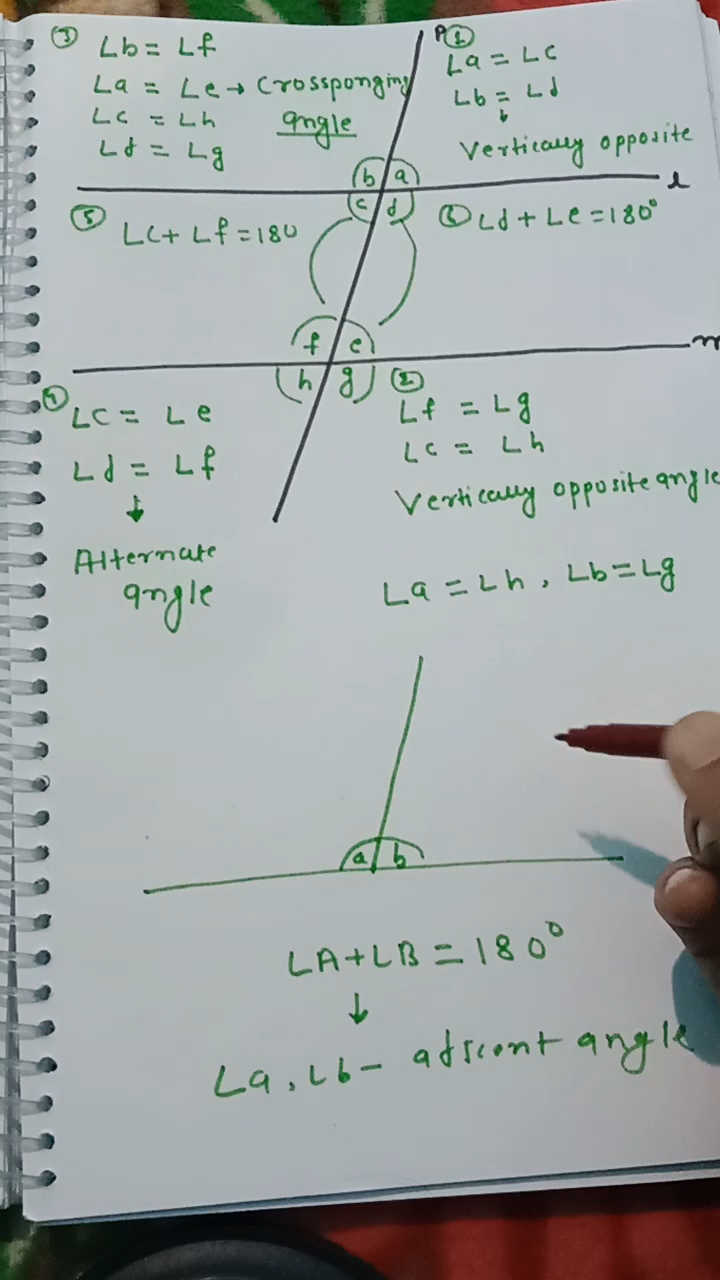 ③ ∠b = ∠f
∠a = ∠e → Crossponging
∠c = ∠h
angle
∠d = ∠g
P
① ∠a = ∠c
∠b = ∠d
↓
Vertically opposite
b a
c d
l
⑤ ∠c + ∠f = 180
⑥ ∠d + ∠e = 180°
f e
h g
m
④ ∠c = ∠e
∠d = ∠f
↓
Alternate
angle
② ∠f = ∠g
∠c = ∠h
Vertically opposite angle
∠a = ∠h, ∠b = ∠g
a b
∠A + ∠B = 180°
↓
∠a, ∠b - adscent angle